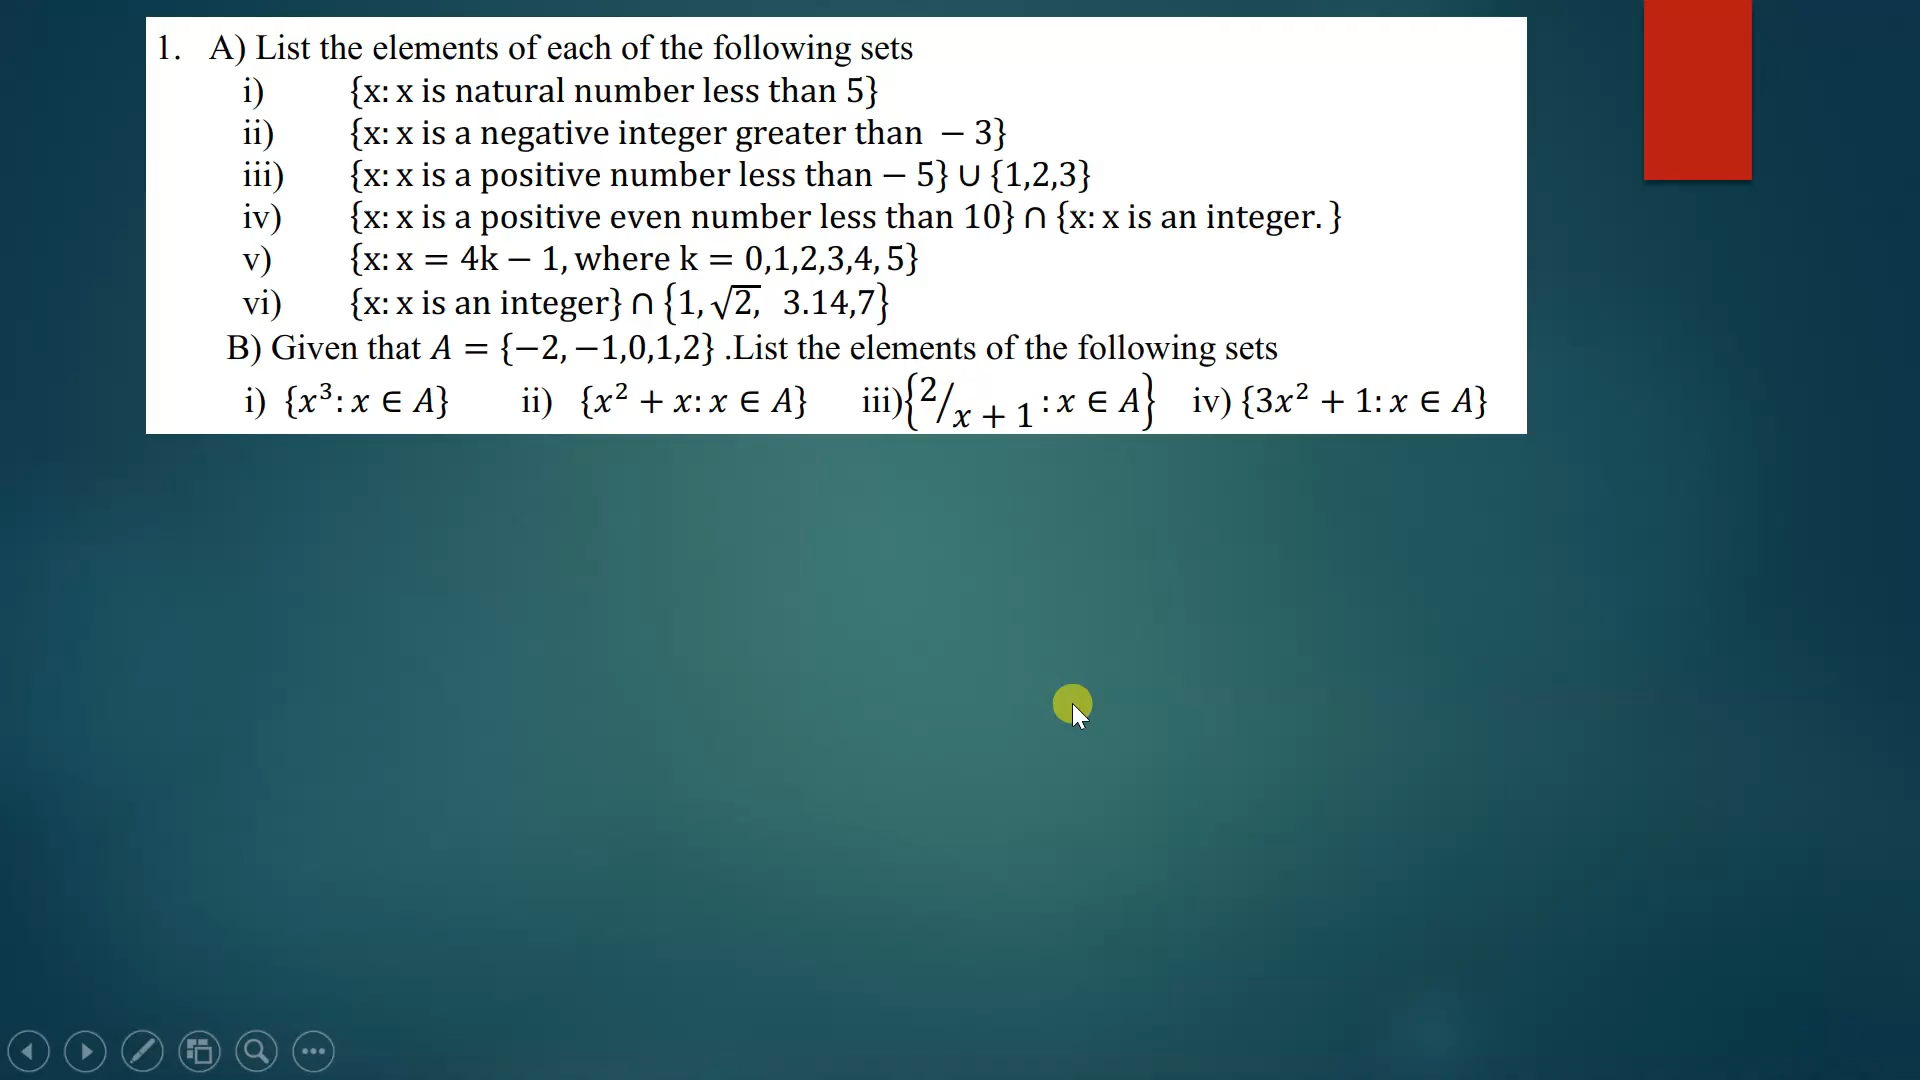 1. A) List the elements of each of the following sets
i) {x: x is natural number less than 5}
ii) {x: x is a negative integer greater than − 3}
iii) {x: x is a positive number less than − 5} ∪ {1,2,3}
iv) {x: x is a positive even number less than 10} ∩ {x: x is an integer. }
v) {x: x = 4k − 1, where k = 0,1,2,3,4, 5}
vi) {x: x is an integer} ∩ {1, √2, 3.14,7}
B) Given that A = {−2, −1,0,1,2} .List the elements of the following sets
i) {x³: x ∈ A} ii) {x² + x: x ∈ A} iii){2/x + 1 : x ∈ A} iv) {3x² + 1: x ∈ A}